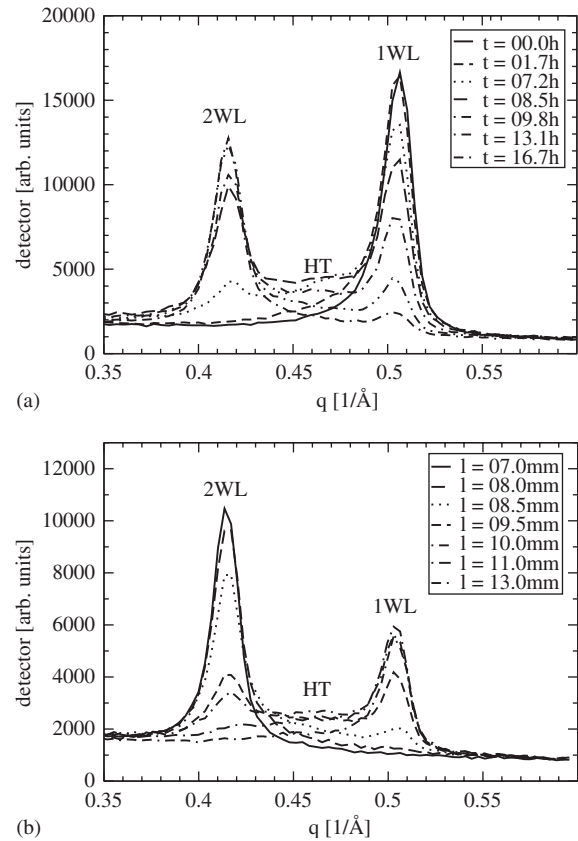 20000
15000
10000
5000
0
detector [arb. units]
2WL
HT
1WL
t = 00.0h
t = 01.7h
t = 07.2h
t = 08.5h
t = 09.8h
t = 13.1h
t = 16.7h
0.35 0.4 0.45 0.5 0.55
(a)
q [1/Å]
12000
10000
8000
6000
4000
2000
0
detector [arb. units]
2WL
HT
1WL
l = 07.0mm
l = 08.0mm
l = 08.5mm
l = 09.5mm
l = 10.0mm
l = 11.0mm
l = 13.0mm
0.35 0.4 0.45 0.5 0.55
(b)
q [1/Å]